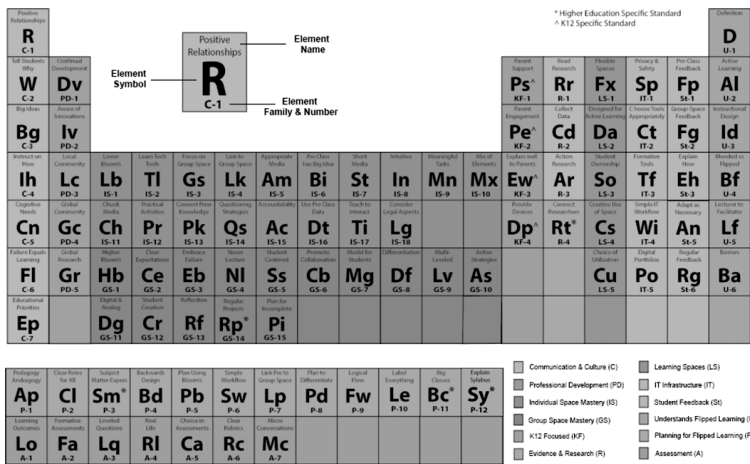 * Higher Education Specific Standard
^ K12 Specific Standard
Positive Relationships
R
C-1
Element Name
Element Symbol
Element Family & Number
Positive Relationships
R
C-1
Definition
D
U-1
Tell Students Why
W
C-2
Continual Development
Dv
PD-1
Parent Support
Ps^
KF-1
Read Research
Rr
R-1
Flexible Spaces
Fx
LS-1
Privacy & Safety
Sp
IT-1
Pre-Class Feedback
Fp
St-1
Active Learning
Al
U-2
Big Ideas
Bg
C-3
Aware of Innovations
Iv
PD-2
Parent Engagement
Pe^
KF-2
Collect Data
Cd
R-2
Designed for Active Learning
Da
LS-2
Choose Tools Appropriately
Ct
IT-2
Group Space Feedback
Fg
St-2
Instructional Design
Id
U-3
Instruct on How
Ih
C-4
Local Community
Lc
PD-3
Lower Blooms
Lb
IS-1
Learn Tech Tools
Tl
IS-2
Focus on Group Space
Gs
IS-3
Link to Group Space
Lk
IS-4
Appropriate Media
Am
IS-5
Pre Class has Big Idea
Bi
IS-6
Short Media
St
IS-7
Intuitive
In
IS-8
Meaningful Tasks
Mn
IS-9
Mix of Elements
Mx
IS-10
Explain well to Parents
Ew^
KF-3
Action Research
Ar
R-3
Student Ownership
So
LS-3
Formative Tools
Tf
IT-3
Explain How
Eh
St-3
Blended to Flipped
Bf
U-4
Cognitive Needs
Cn
C-5
Global Community
Gc
PD-4
Chunk Media
Ch
IS-11
Practical Activities
Pr
IS-12
Connect Prior Knowledge
Pk
IS-13
Questioning Strategies
Qs
IS-14
Accountability
Ac
IS-15
Use Pre Class Data
Dt
IS-16
Teach to Interact
Ti
IS-17
Consider Legal Aspects
Lg
IS-18
Provide Devices
Dp^
KF-4
Connect Researchers
Rt*
R-4
Creative Use of Space
Cs
LS-4
Simple IT Workflow
Wi
IT-4
Adapt as Necessary
An
St-5
Lecturer to Facilitator
Lf
U-5
Failure Equals Learning
Fl
C-6
Global Research
Gr
PD-5
Higher Blooms
Hb
GS-1
Clear Expectations
Ce
GS-2
Embrace Failure
Eb
GS-3
Never Lecture
Nl
GS-4
Student Centered
Ss
GS-5
Promote Collaboration
Cb
GS-6
Model for Students
Mg
GS-7
Differentiation
Df
GS-8
Multi-Leveled
Lv
GS-9
Active Strategies
As
GS-10
Choice of Utilization
Cu
LS-5
Digital Portfolios
Po
IT-5
Regular Feedback
Rg
St-6
Barriers
Ba
U-6
Educational Priorities
Ep
C-7
Digital & Analog
Dg
GS-11
Student Creation
Cr
GS-12
Reflection
Rf
GS-13
Regular Projects
Rp*
GS-14
Plan for Incomplete
Pi
GS-15
Pedagogy Andragogy
Ap
P-1
Clear Roles for All
Cl
P-2
Subject Matter Expers
Sm*
P-3
Backwards Design
Bd
P-4
Plan Using Blooms
Pb
P-5
Simple Workflow
Sw
P-6
Link Pre to Group Space
Lp
P-7
Plan to Differentiate
Pd
P-8
Logical Flow
Fw
P-9
Label Everything
Le
P-10
Big Classes
Bc*
P-11
Explain Sylabus
Sy*
P-12
Learning Outcomes
Lo
A-1
Formative Assessments
Fa
A-2
Leveled Questions
Lq
A-3
Real Life
Rl
A-4
Choice in Assessments
Ca
A-5
Clear Rubrics
Rc
A-6
Micro Conversations
Mc
A-7
Communication & Culture (C)
Professional Development (PD)
Individual Space Mastery (IS)
Group Space Mastery (GS)
K12 Focused (KF)
Evidence & Research (R)
Learning Spaces (LS)
IT Infrastructure (IT)
Student Feedback (St)
Understands Flipped Learning (
Planning for Flipped Learning (P
Assessment (A)